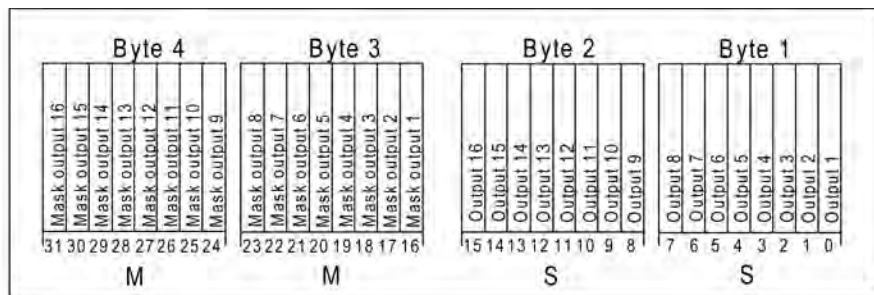 Byte 4 Byte 3 Byte 2 Byte 1
Mask output 16
Mask output 15
Mask output 14
Mask output 13
Mask output 12
Mask output 11
Mask output 10
Mask output 9
Mask output 8
Mask output 7
Mask output 6
Mask output 5
Mask output 4
Mask output 3
Mask output 2
Mask output 1
Output 16
Output 15
Output 14
Output 13
Output 12
Output 11
Output 10
Output 9
Output 8
Output 7
Output 6
Output 5
Output 4
Output 3
Output 2
Output 1
31 30 29 28 27 26 25 24 23 22 21 20 19 18 17 16 15 14 13 12 11 10 9 8 7 6 5 4 3 2 1 0
M M S S